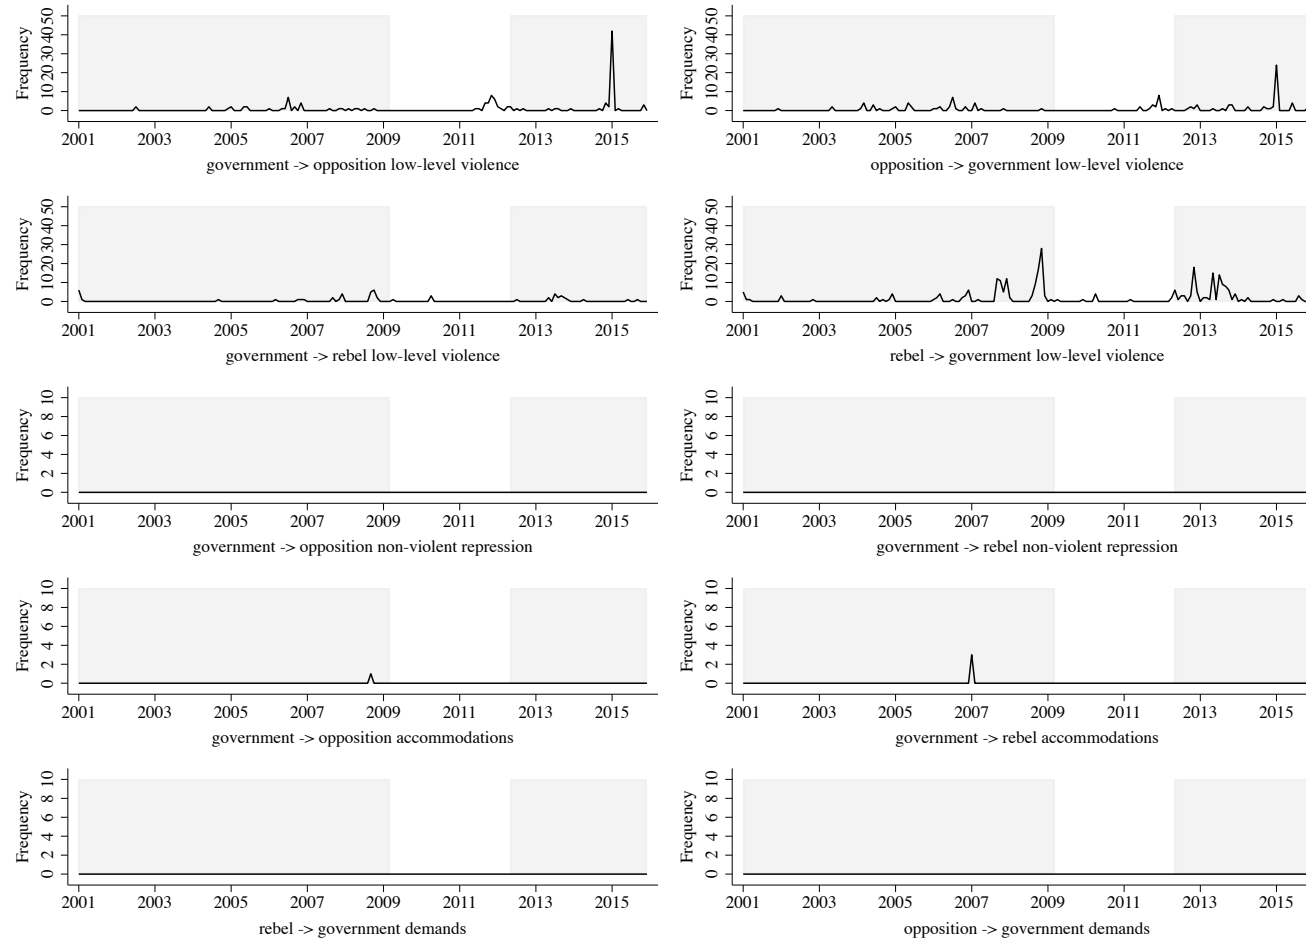 Frequency
0 10 20 30 40 50
2001 2003 2005 2007 2009 2011 2013 2015
government -> opposition low-level violence
Frequency
0 10 20 30 40 50
2001 2003 2005 2007 2009 2011 2013 2015
opposition -> government low-level violence
Frequency
0 10 20 30 40 50
2001 2003 2005 2007 2009 2011 2013 2015
government -> rebel low-level violence
Frequency
0 10 20 30 40 50
2001 2003 2005 2007 2009 2011 2013 2015
rebel -> government low-level violence
Frequency
0 2 4 6 8 10
2001 2003 2005 2007 2009 2011 2013 2015
government -> opposition non-violent repression
Frequency
0 2 4 6 8 10
2001 2003 2005 2007 2009 2011 2013 2015
government -> rebel non-violent repression
Frequency
0 2 4 6 8 10
2001 2003 2005 2007 2009 2011 2013 2015
government -> opposition accommodations
Frequency
0 2 4 6 8 10
2001 2003 2005 2007 2009 2011 2013 2015
government -> rebel accommodations
Frequency
0 2 4 6 8 10
2001 2003 2005 2007 2009 2011 2013 2015
rebel -> government demands
Frequency
0 2 4 6 8 10
2001 2003 2005 2007 2009 2011 2013 2015
opposition -> government demands